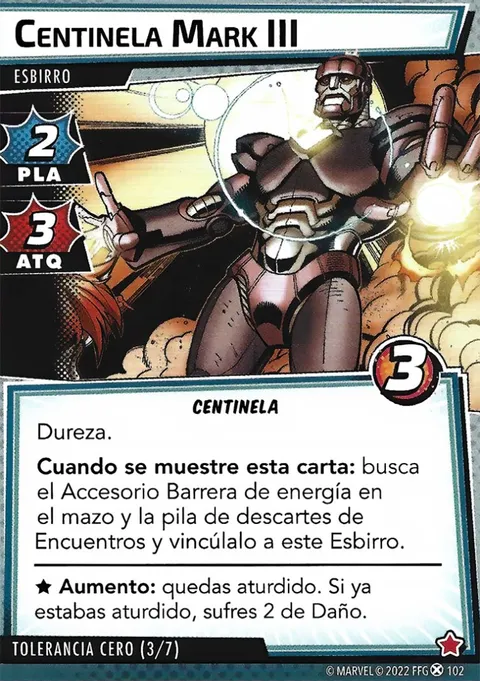 Centinela Mark III
ESBIRRO
2
PLA
3
ATQ
3
CENTINELA
Dureza.
Cuando se muestre esta carta: busca
el Accesorio Barrera de energía en
el mazo y la pila de descartes de
Encuentros y vincúlalo a este Esbirro.
★ Aumento: quedas aturdido. Si ya
estabas aturdido, sufres 2 de Daño.
TOLERANCIA CERO (3/7)
© MARVEL © 2022 FFG 102